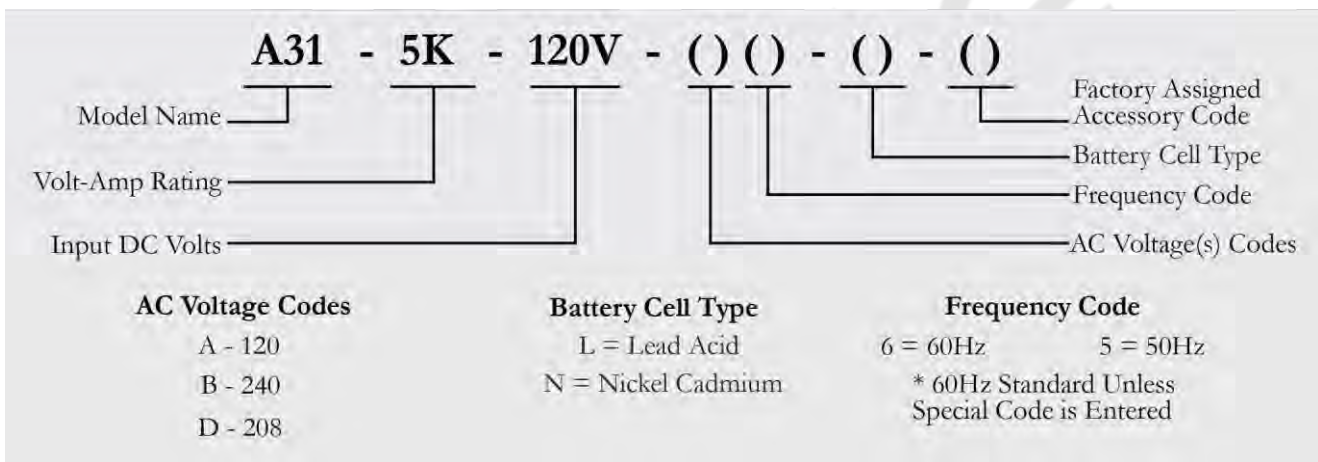 A31 - 5K - 120V - ( ) ( ) - ( ) - ( )
Model Name
Volt-Amp Rating
Input DC Volts
Factory Assigned
Accessory Code
Battery Cell Type
Frequency Code
AC Voltage(s) Codes
AC Voltage Codes
A - 120
B - 240
D - 208
Battery Cell Type
L = Lead Acid
N = Nickel Cadmium
Frequency Code
6 = 60Hz 5 = 50Hz
* 60Hz Standard Unless
Special Code is Entered